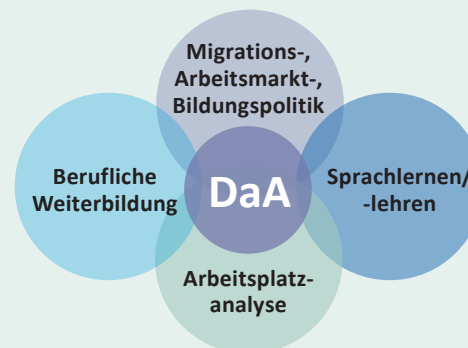 Migrations-,
Arbeitsmarkt-,
Bildungspolitik
Berufliche
Weiterbildung
DaA
Sprachlernen/
-lehren
Arbeitsplatz-
analyse